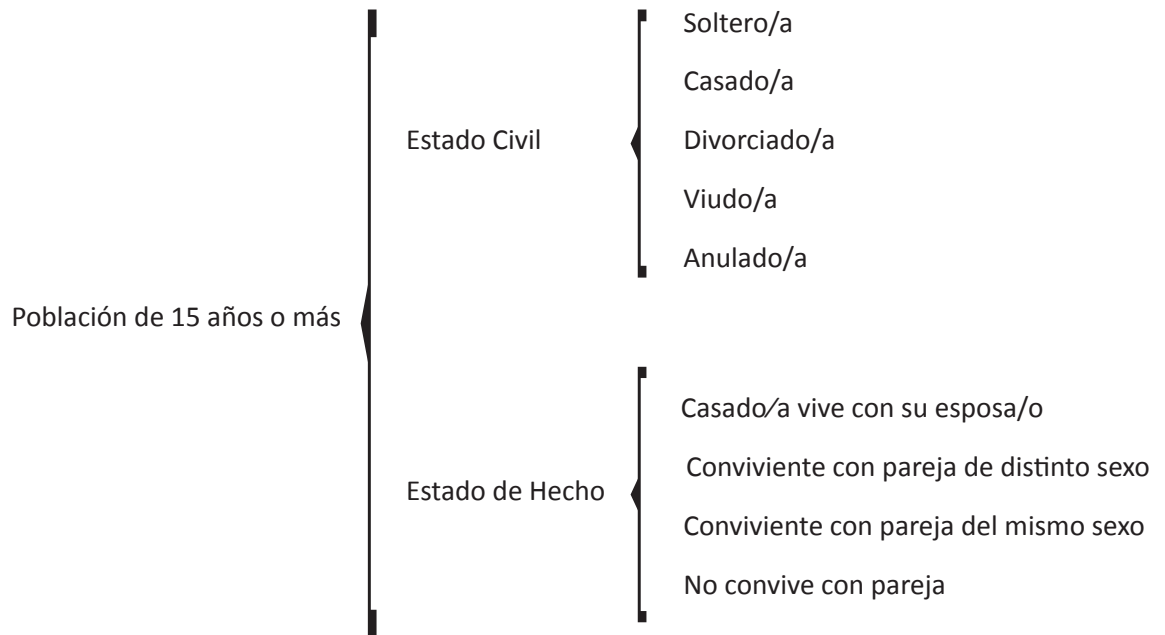 Población de 15 años o más
Estado Civil
Soltero/a
Casado/a
Divorciado/a
Viudo/a
Anulado/a
Estado de Hecho
Casado⁄a vive con su esposa/o
Conviviente con pareja de distinto sexo
Conviviente con pareja del mismo sexo
No convive con pareja